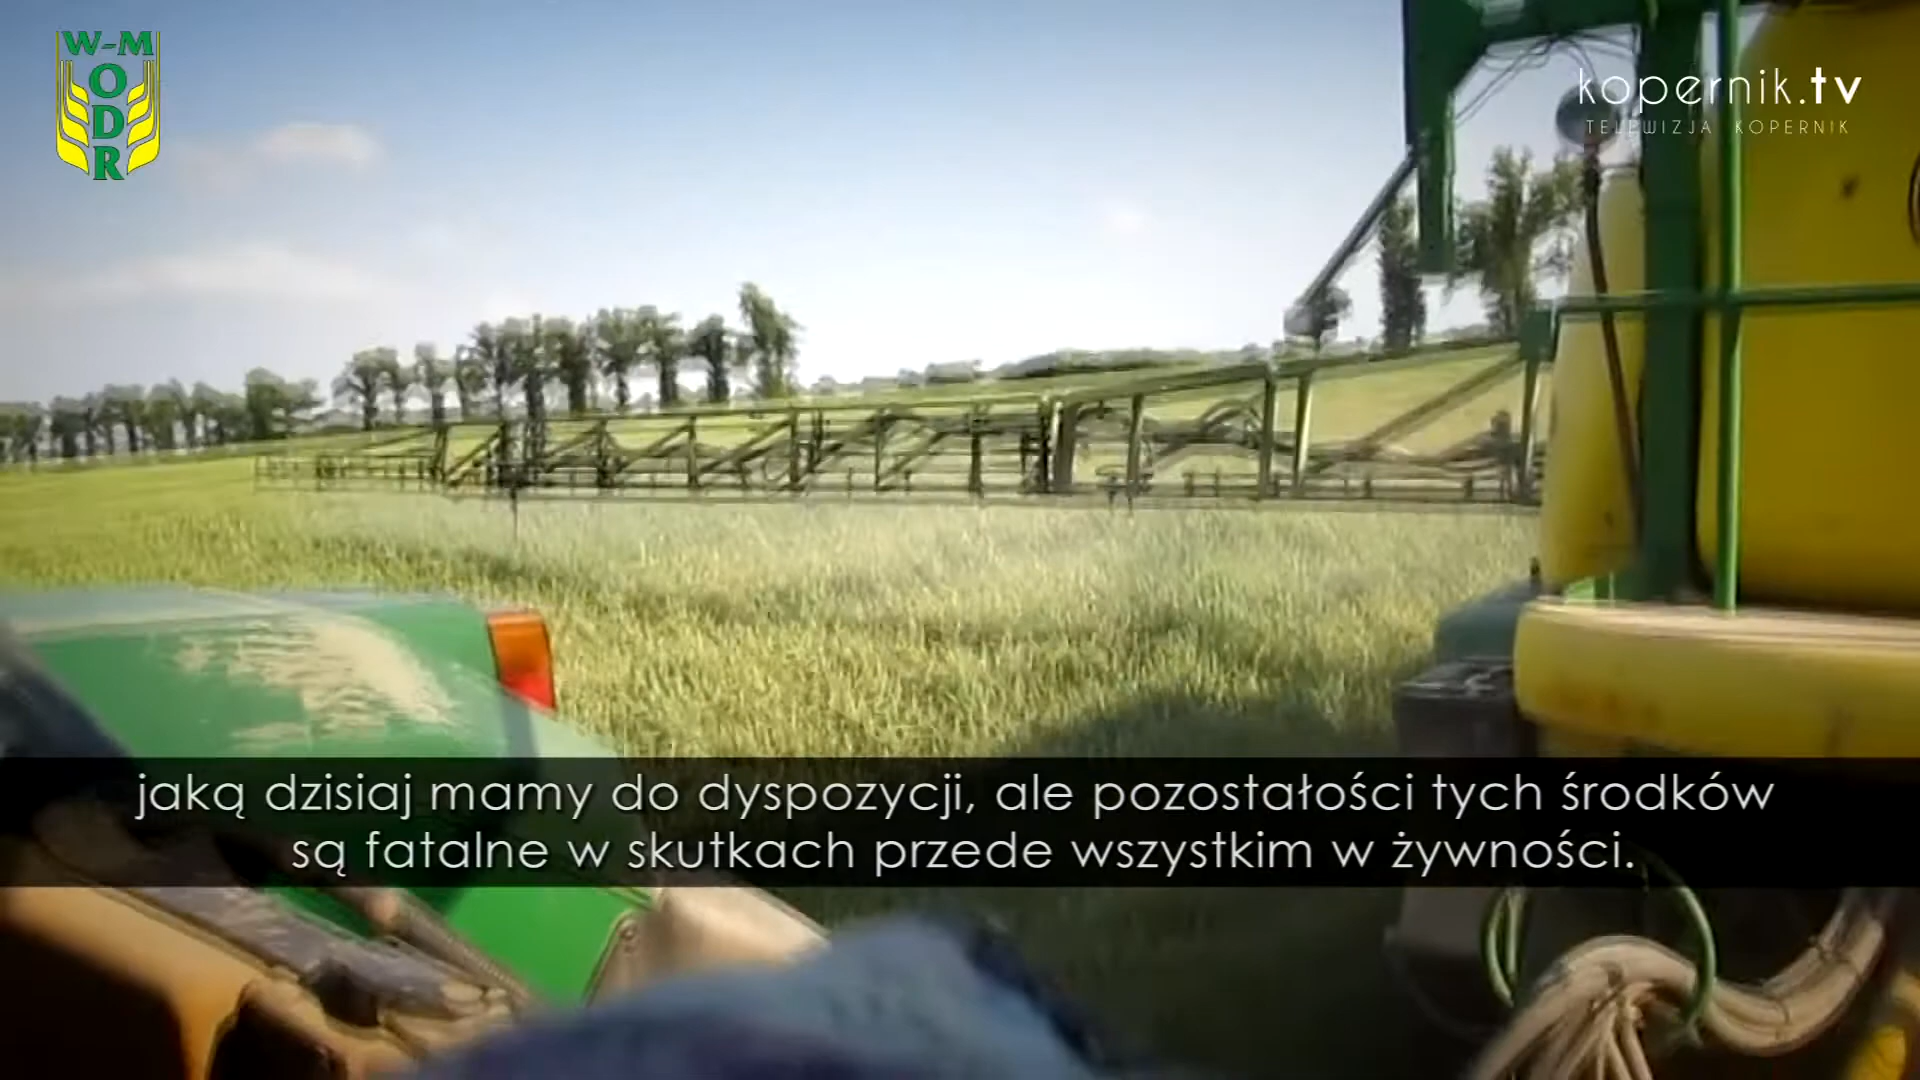 W-M
ODR
kopernik.tv
TELEWIZJA KOPERNIK
jaką dzisiaj mamy do dyspozycji, ale pozostałości tych środków
są fatalne w skutkach przede wszystkim w żywności.